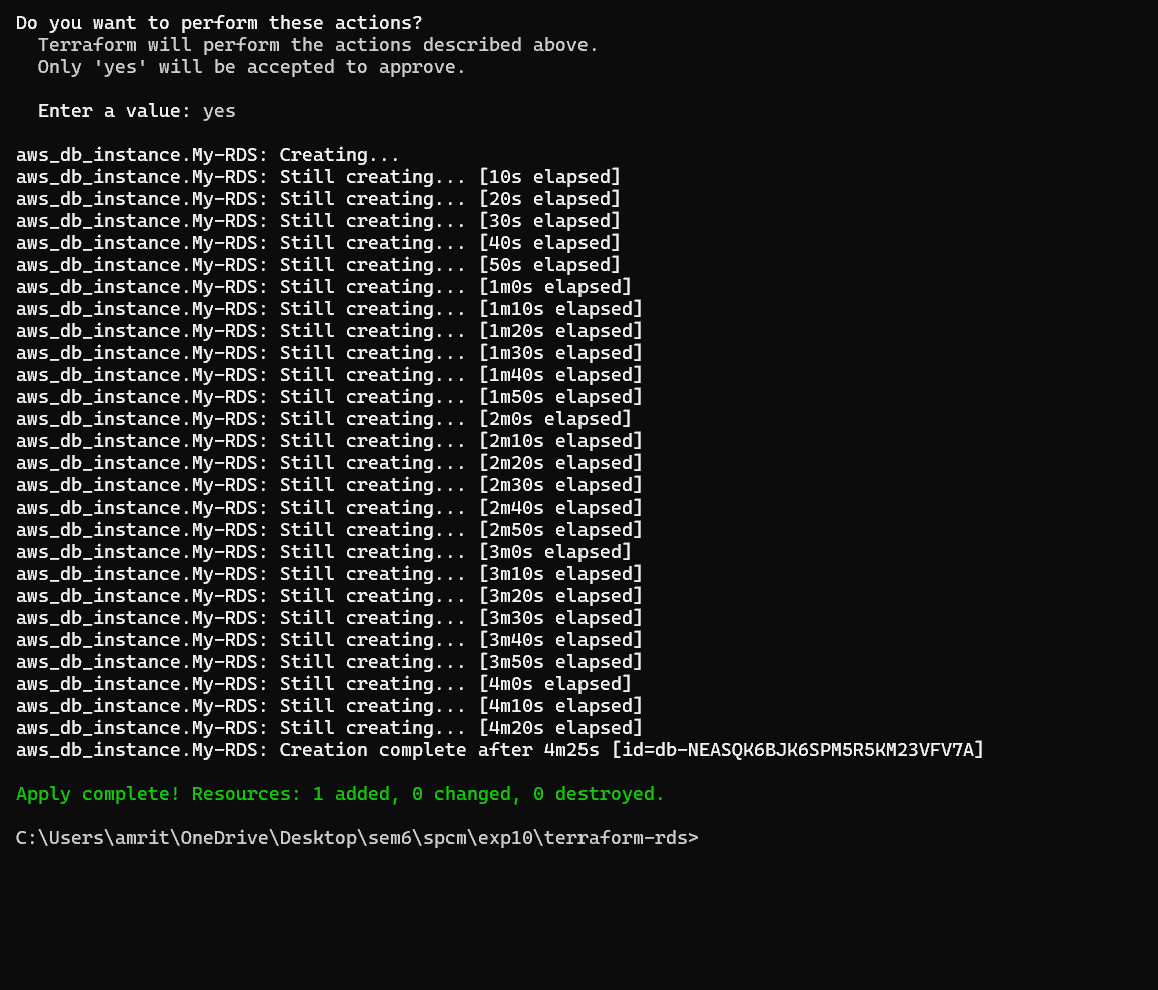 Do you want to perform these actions?
  Terraform will perform the actions described above.
  Only 'yes' will be accepted to approve.

  Enter a value: yes

aws_db_instance.My-RDS: Creating...
aws_db_instance.My-RDS: Still creating... [10s elapsed]
aws_db_instance.My-RDS: Still creating... [20s elapsed]
aws_db_instance.My-RDS: Still creating... [30s elapsed]
aws_db_instance.My-RDS: Still creating... [40s elapsed]
aws_db_instance.My-RDS: Still creating... [50s elapsed]
aws_db_instance.My-RDS: Still creating... [1m0s elapsed]
aws_db_instance.My-RDS: Still creating... [1m10s elapsed]
aws_db_instance.My-RDS: Still creating... [1m20s elapsed]
aws_db_instance.My-RDS: Still creating... [1m30s elapsed]
aws_db_instance.My-RDS: Still creating... [1m40s elapsed]
aws_db_instance.My-RDS: Still creating... [1m50s elapsed]
aws_db_instance.My-RDS: Still creating... [2m0s elapsed]
aws_db_instance.My-RDS: Still creating... [2m10s elapsed]
aws_db_instance.My-RDS: Still creating... [2m20s elapsed]
aws_db_instance.My-RDS: Still creating... [2m30s elapsed]
aws_db_instance.My-RDS: Still creating... [2m40s elapsed]
aws_db_instance.My-RDS: Still creating... [2m50s elapsed]
aws_db_instance.My-RDS: Still creating... [3m0s elapsed]
aws_db_instance.My-RDS: Still creating... [3m10s elapsed]
aws_db_instance.My-RDS: Still creating... [3m20s elapsed]
aws_db_instance.My-RDS: Still creating... [3m30s elapsed]
aws_db_instance.My-RDS: Still creating... [3m40s elapsed]
aws_db_instance.My-RDS: Still creating... [3m50s elapsed]
aws_db_instance.My-RDS: Still creating... [4m0s elapsed]
aws_db_instance.My-RDS: Still creating... [4m10s elapsed]
aws_db_instance.My-RDS: Still creating... [4m20s elapsed]
aws_db_instance.My-RDS: Creation complete after 4m25s [id=db-NEASQK6BJK6SPM5R5KM23VFV7A]

Apply complete! Resources: 1 added, 0 changed, 0 destroyed.

C:\Users\amrit\OneDrive\Desktop\sem6\spcm\exp10\terraform-rds>